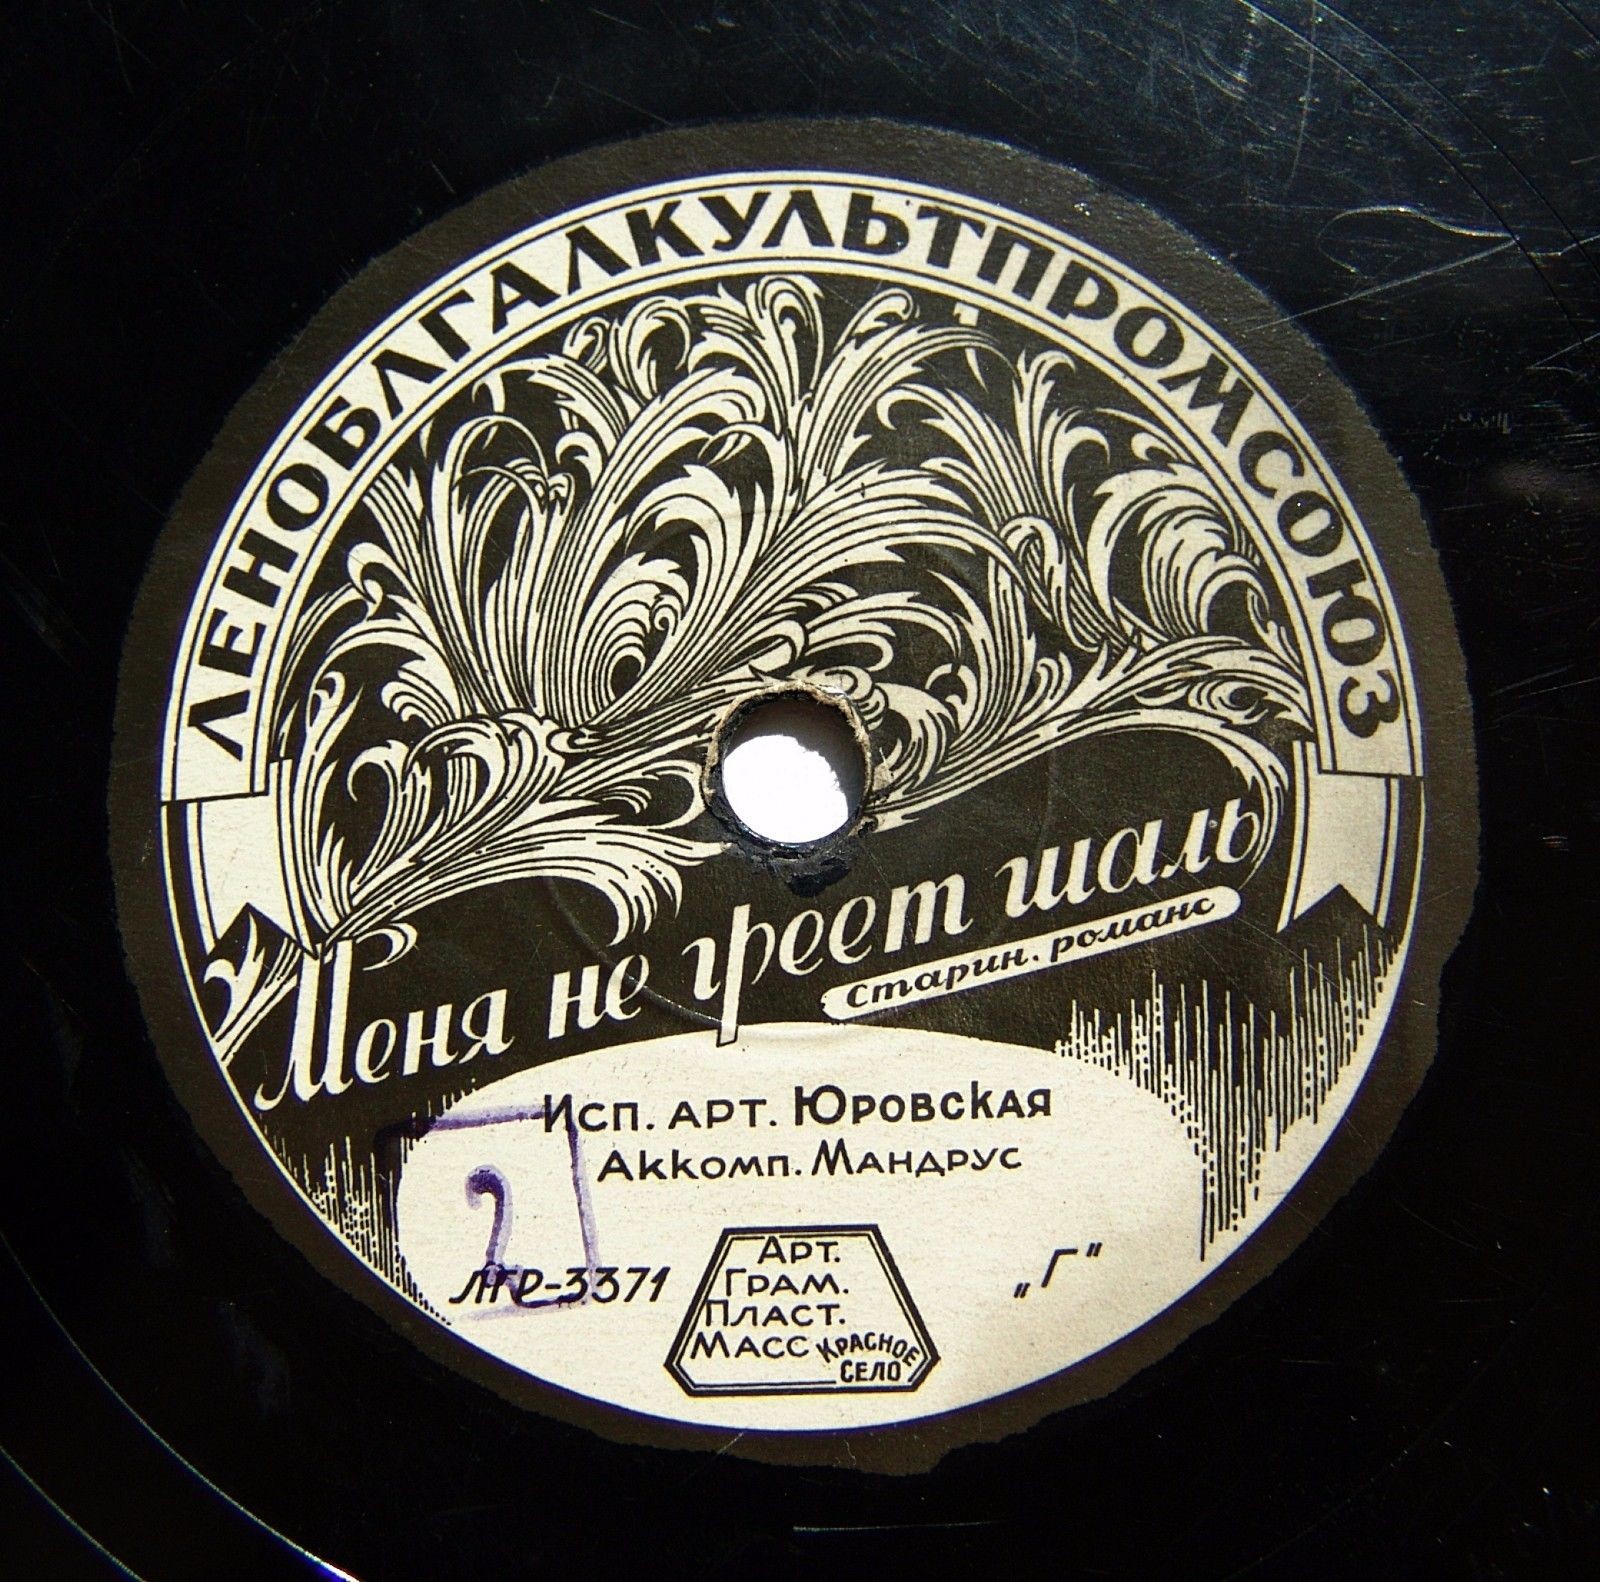 ЛЕНОБЛГАЛКУЛЬТПРОМСОЮЗ
Меня не греет шаль
старин. романс
Исп. арт. Юровская
Аккомп. Мандрус
2
ЛГР-3371
„Г“
Арт.
Грам.
Пласт.
Масс
Красное
Село